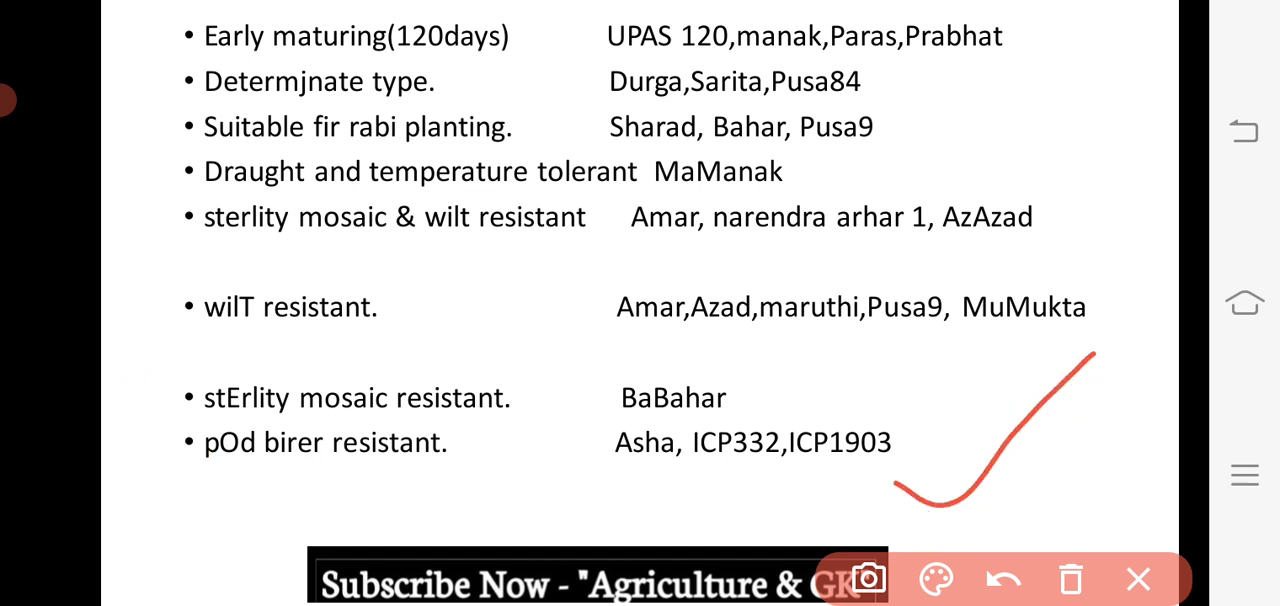 • Early maturing(120days) UPAS 120,manak,Paras,Prabhat
• Determjnate type. Durga,Sarita,Pusa84
• Suitable fir rabi planting. Sharad, Bahar, Pusa9
• Draught and temperature tolerant MaManak
• sterlity mosaic & wilt resistant Amar, narendra arhar 1, AzAzad
• wilT resistant. Amar,Azad,maruthi,Pusa9, MuMukta
• stErlity mosaic resistant. BaBahar
• pOd birer resistant. Asha, ICP332,ICP1903
Subscribe Now - "Agriculture & GK